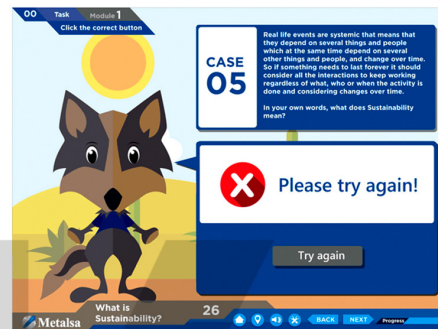 00 Task Module 1
Click the correct button
CASE
05
Real life events are systemic that means that
they depend on several things and people
which at the same time depend on several
other things and people, and change over time.
So if something needs to last forever it should
consider all the interactions to keep working
regardless of what, who or when the activity is
done and considering changes over time.
In your own words, what does Sustainability
mean?
Please try again!
Try again
Metalsa
What is
Sustainability?
26
BACK NEXT Progress